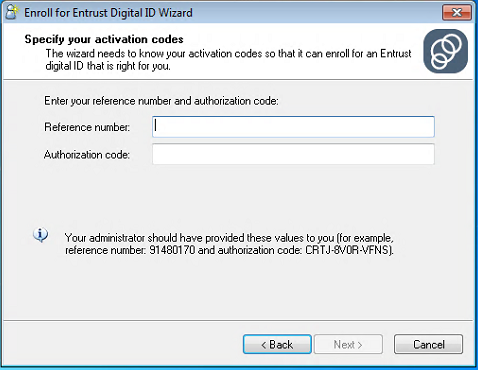 Enroll for Entrust Digital ID Wizard
Specify your activation codes
The wizard needs to know your activation codes so that it can enroll for an Entrust
digital ID that is right for you.
Enter your reference number and authorization code:
Reference number:
Authorization code:
Your administrator should have provided these values to you (for example,
reference number: 91480170 and authorization code: CRTJ-8V0R-VFNS).
< Back
Next >
Cancel